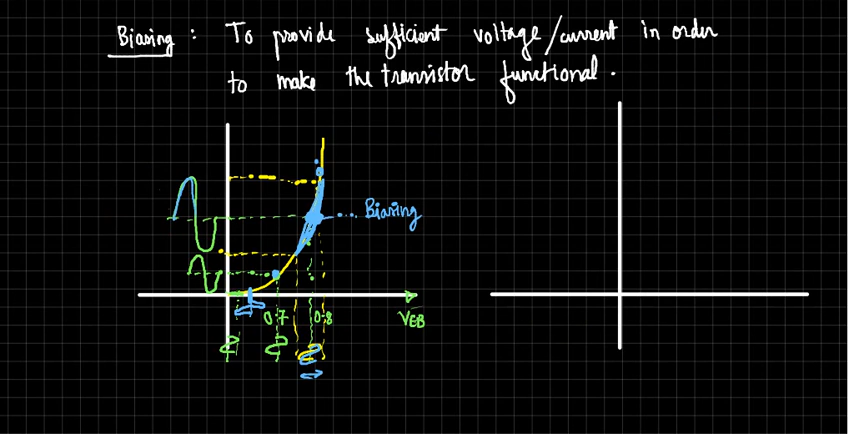 Biasing : To provide sufficient voltage/current in order
to make the transistor functional.
Biasing
0.7
0.8
VEB